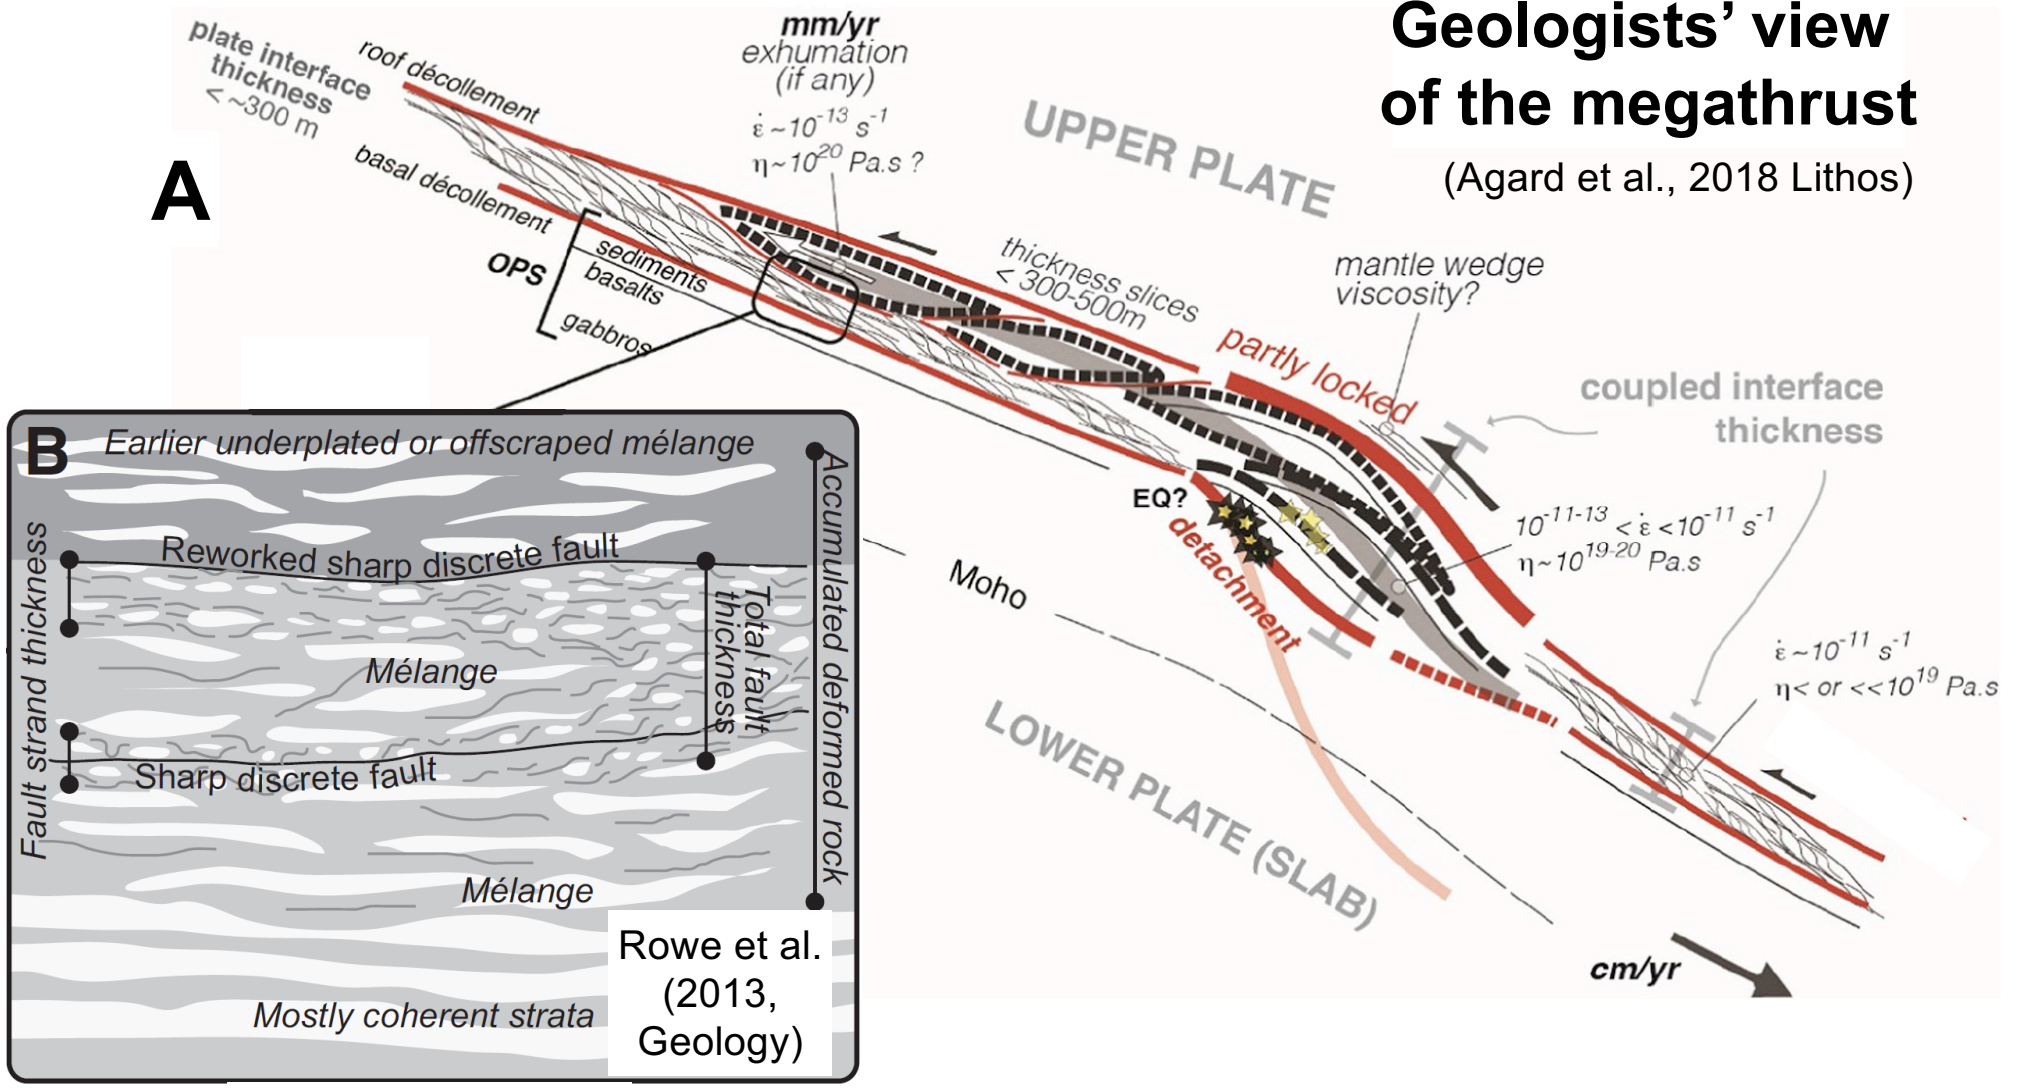 Geologists’ view
of the megathrust
(Agard et al., 2018 Lithos)
A
plate interface
thickness
< ~300 m
roof décollement
basal décollement
mm/yr
exhumation
(if any)
ε̇ ~10⁻¹³ s⁻¹
η~10²⁰ Pa.s ?
UPPER PLATE
OPS
sediments
basalts
gabbros
thickness slices
< 300-500m
mantle wedge
viscosity?
partly locked
coupled interface
thickness
EQ?
detachment
10⁻¹¹⁻¹³ < ε̇ <10⁻¹¹ s⁻¹
η~10¹⁹⁻²⁰ Pa.s
Moho
ε̇ ~10⁻¹¹ s⁻¹
η< or <<10¹⁹ Pa.s
LOWER PLATE (SLAB)
cm/yr
B
Earlier underplated or offscraped mélange
Reworked sharp discrete fault
Mélange
Sharp discrete fault
Mélange
Mostly coherent strata
Fault strand thickness
Total fault
thickness
Accumulated deformed rock
Rowe et al.
(2013,
Geology)